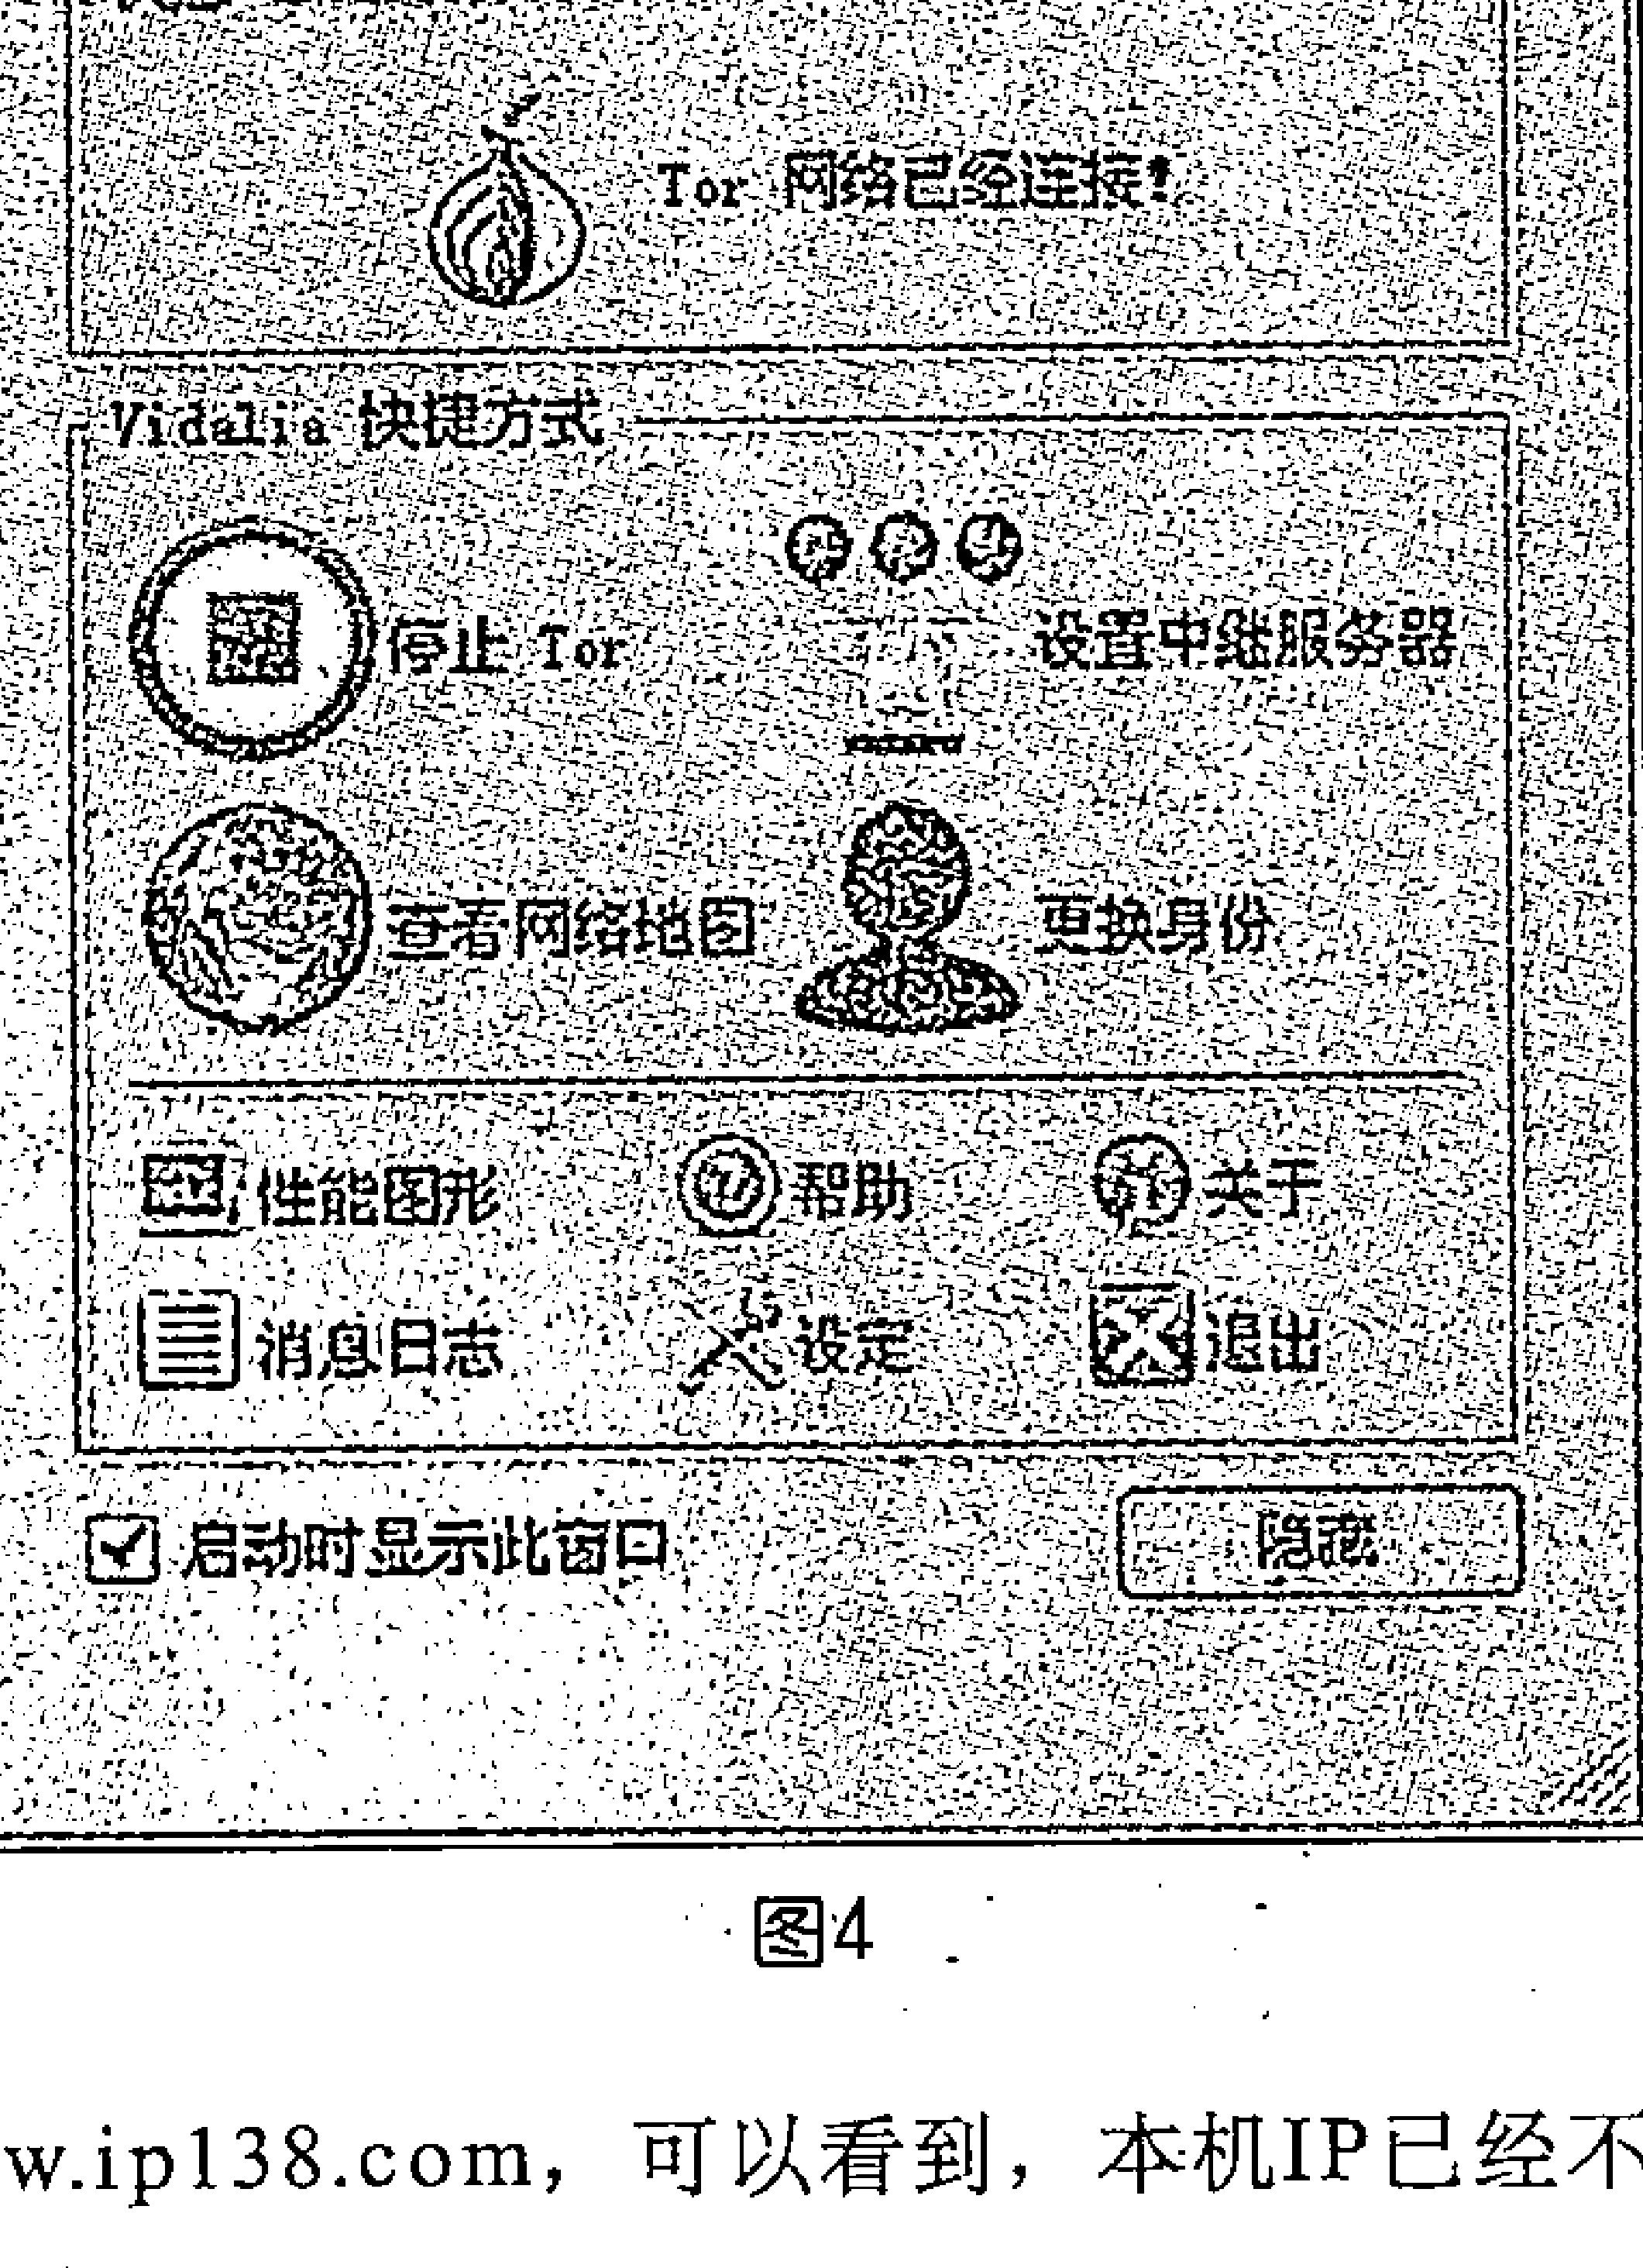 Tor 网络已经连接!
Vidalia 快捷方式
停止 Tor 设置中继服务器
查看网络地图 更换身份
性能图形 帮助 关于
消息日志 设定 退出
启动时显示此窗口 隐藏
图4
w.ip138.com，可以看到，本机IP已经不